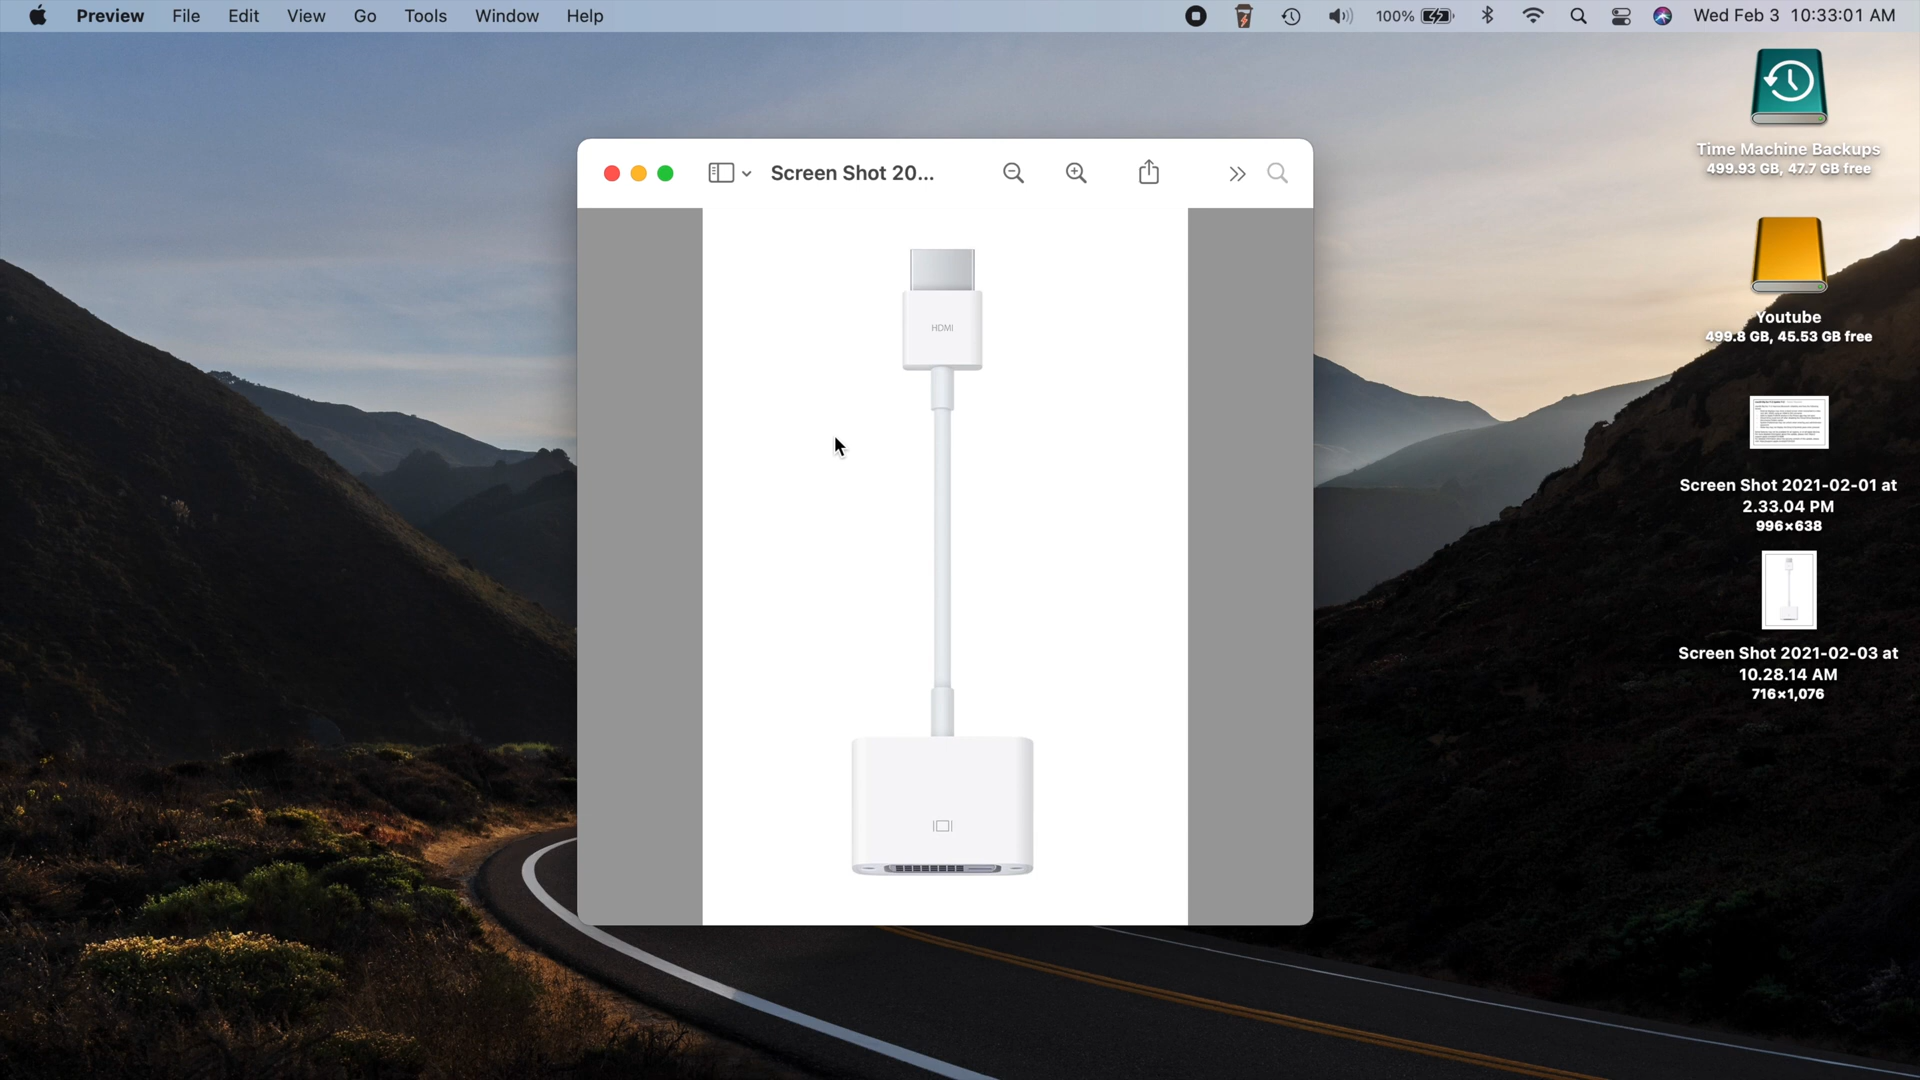 Preview File Edit View Go Tools Window Help 100% Wed Feb 3 10:33:01 AM
Screen Shot 20...
HDMI
Time Machine Backups
499.93 GB, 47.7 GB free
Youtube
499.8 GB, 45.53 GB free
Screen Shot 2021-02-01 at
2.33.04 PM
996×638
Screen Shot 2021-02-03 at
10.28.14 AM
716×1,076